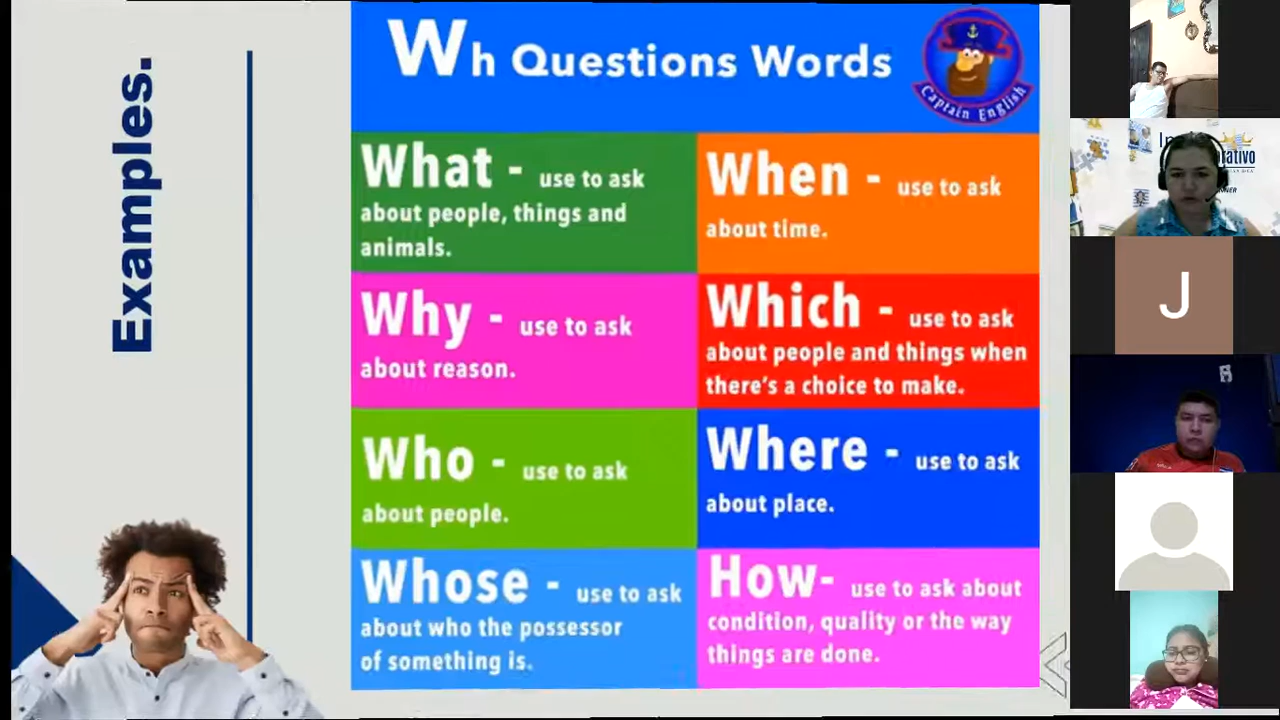 Examples.
Wh Questions Words
Captain English
What - use to ask
about people, things and
animals.
When - use to ask
about time.
Why - use to ask
about reason.
Which - use to ask
about people and things when
there's a choice to make.
Who - use to ask
about people.
Where - use to ask
about place.
Whose - use to ask
about who the possessor
of something is.
How- use to ask about
condition, quality or the way
things are done.
J